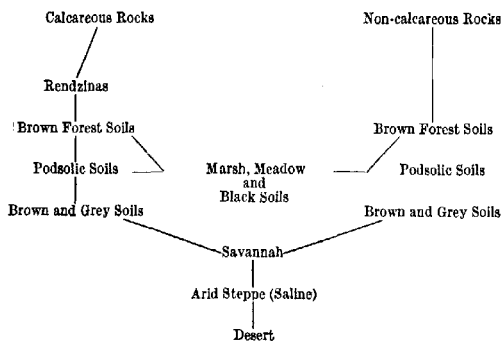 Calcareous Rocks
Non-calcareous Rocks
Rendzinas
Brown Forest Soils
Brown Forest Soils
Podsolic Soils
Marsh, Meadow
and
Black Soils
Podsolic Soils
Brown and Grey Soils
Brown and Grey Soils
Savannah
Arid Steppe (Saline)
Desert